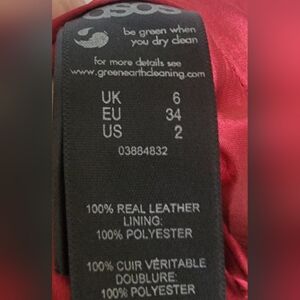 asos
be green when
you dry clean
for more details see
www.greenearthcleaning.com
UK 6
EU 34
US 2
03884832
100% REAL LEATHER
LINING:
100% POLYESTER
100% CUIR VÉRITABLE
DOUBLURE:
100% POLYESTER